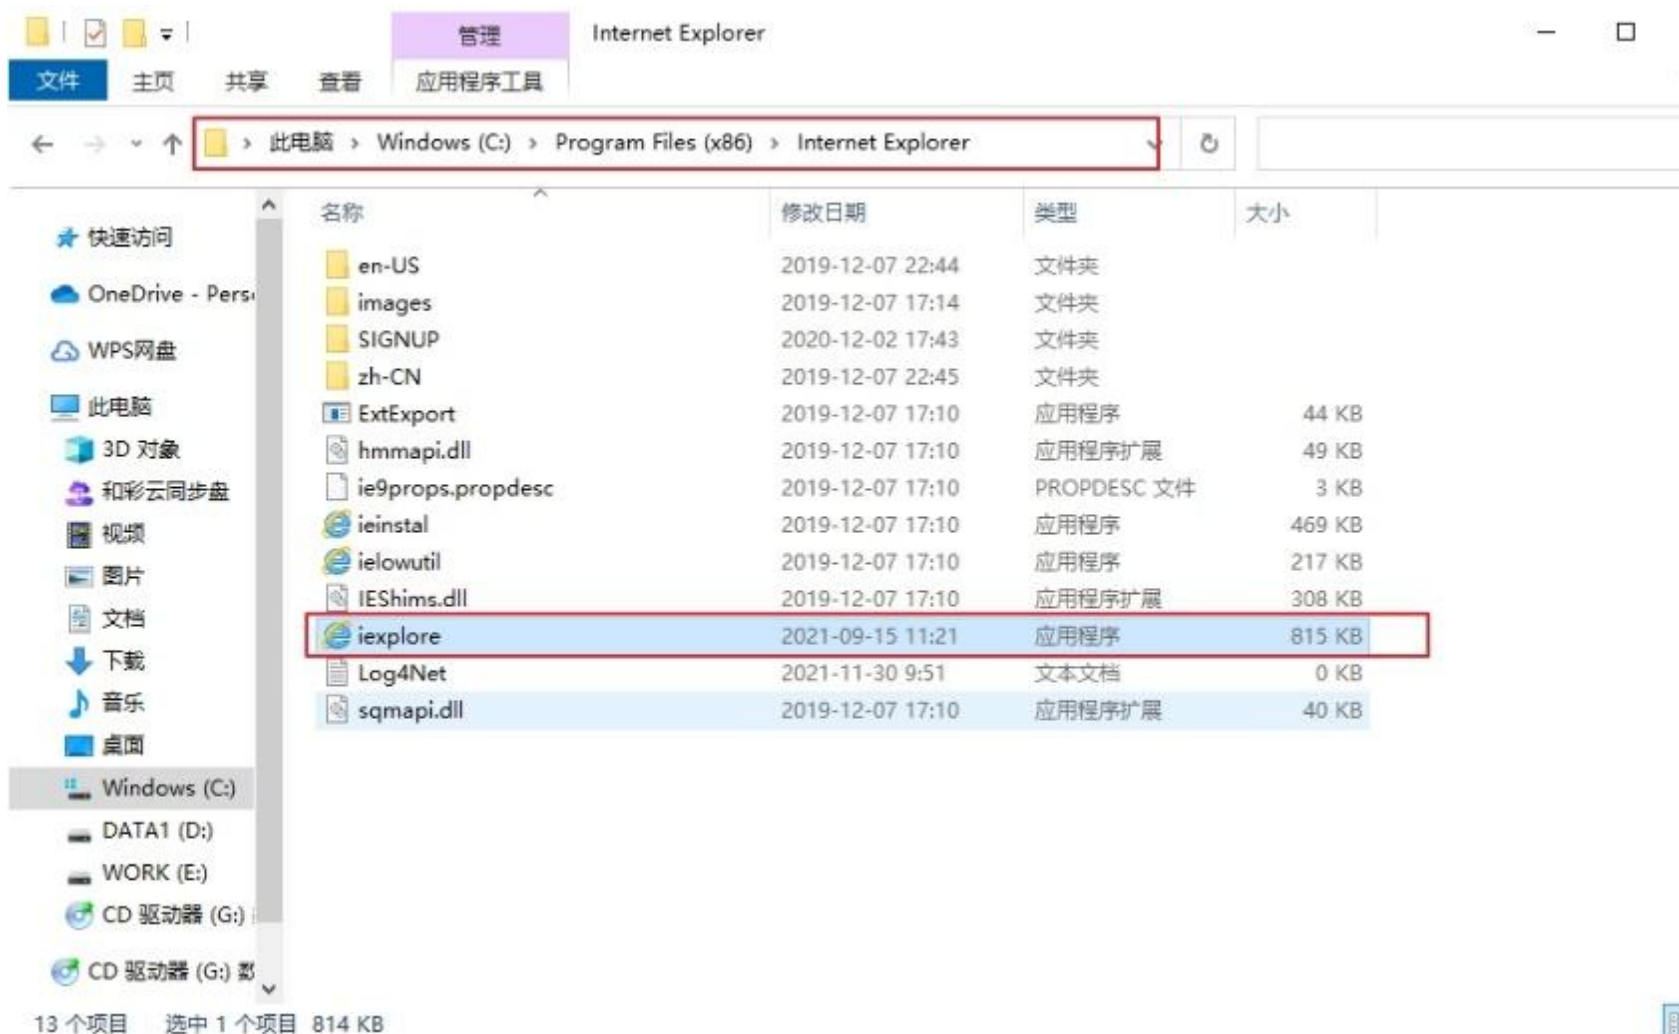 管理 Internet Explorer
文件 主页 共享 查看 应用程序工具
此电脑 › Windows (C:) › Program Files (x86) › Internet Explorer
名称 修改日期 类型 大小
快速访问
OneDrive - Pers
WPS网盘
此电脑
3D 对象
和彩云同步盘
视频
图片
文档
下载
音乐
桌面
Windows (C:)
DATA1 (D:)
WORK (E:)
CD 驱动器 (G:)
CD 驱动器 (G:) 数
en-US 2019-12-07 22:44 文件夹
images 2019-12-07 17:14 文件夹
SIGNUP 2020-12-02 17:43 文件夹
zh-CN 2019-12-07 22:45 文件夹
ExtExport 2019-12-07 17:10 应用程序 44 KB
hmmapi.dll 2019-12-07 17:10 应用程序扩展 49 KB
ie9props.propdesc 2019-12-07 17:10 PROPDESC 文件 3 KB
ieinstal 2019-12-07 17:10 应用程序 469 KB
ielowutil 2019-12-07 17:10 应用程序 217 KB
IEShims.dll 2019-12-07 17:10 应用程序扩展 308 KB
iexplore 2021-09-15 11:21 应用程序 815 KB
Log4Net 2021-11-30 9:51 文本文档 0 KB
sqmapi.dll 2019-12-07 17:10 应用程序扩展 40 KB
13 个项目 选中 1 个项目 814 KB